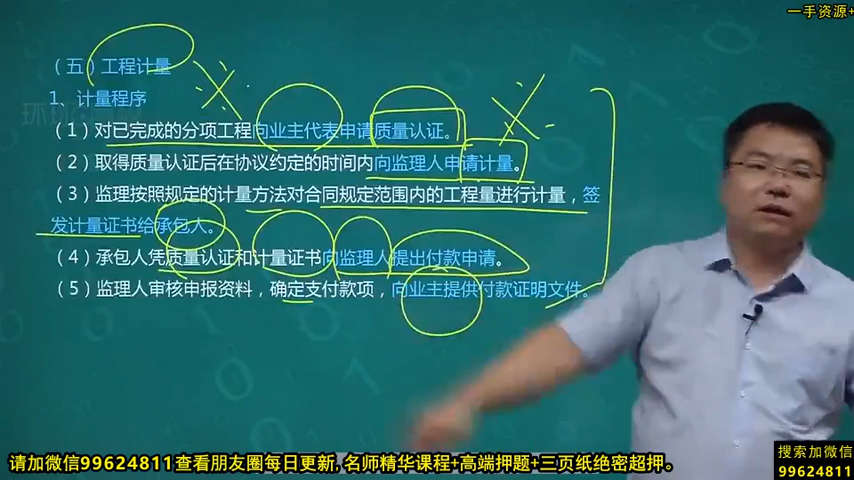 一手资源+
（五）工程计量
1、计量程序
（1）对已完成的分项工程向业主代表申请质量认证。
（2）取得质量认证后在协议约定的时间内向监理人申请计量。
（3）监理按照规定的计量方法对合同规定范围内的工程量进行计量，签
发计量证书给承包人。
（4）承包人凭质量认证和计量证书向监理人提出付款申请。
（5）监理人审核申报资料，确定支付款项，向业主提供付款证明文件。
请加微信99624811查看朋友圈每日更新,名师精华课程+高端押题+三页纸绝密超押。
搜索加微信
99624811